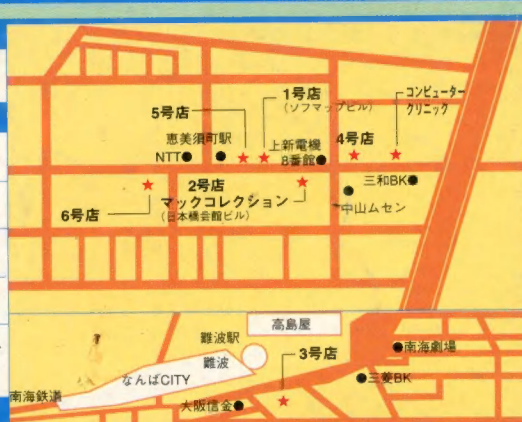 1号店
(ソフマップビル)
コンピューター
クリニック
5号店
4号店
恵美須町駅
上新電機
8番館
NTT
三和BK
2号店
マックコレクション
(日本橋会館ビル)
中山ムセン
6号店
高島屋
難波駅
難波
3号店
南海劇場
なんばCITY
三菱BK
南海鉄道
大阪信金